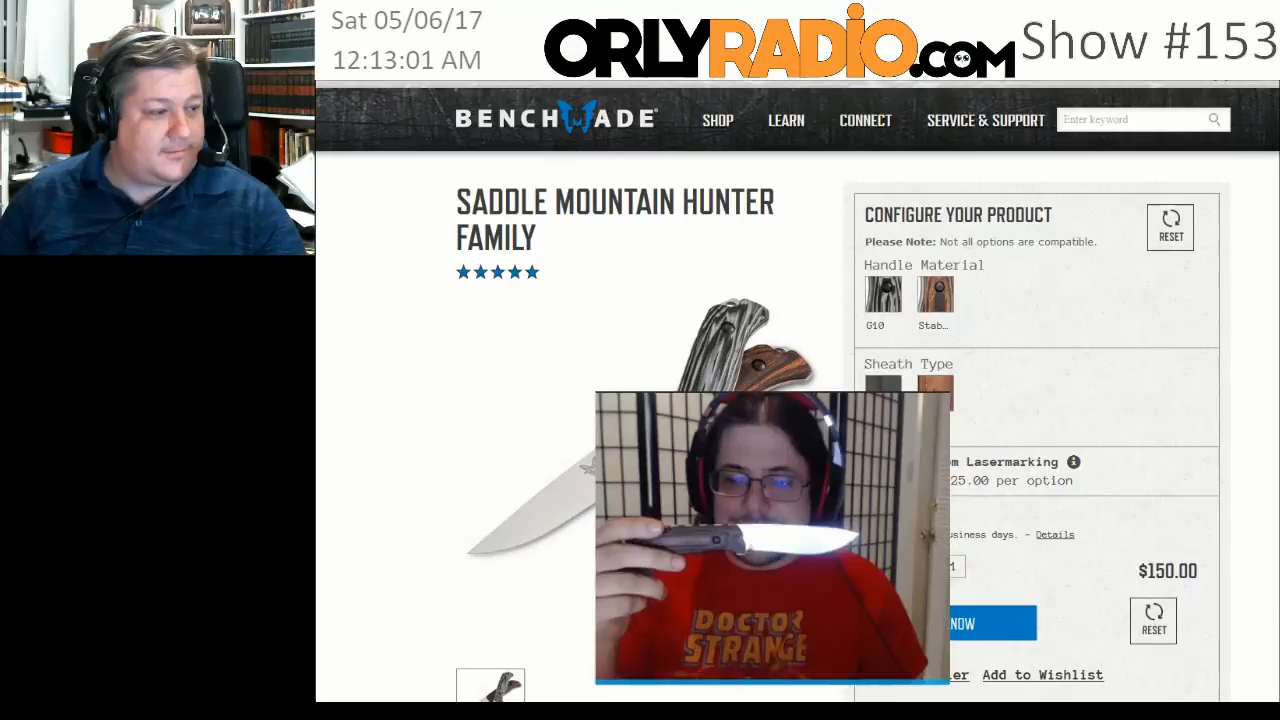 Sat 05/06/17
12:13:01 AM
ORLYRADIO.COM
Show #153
BENCHMADE
SHOP
LEARN
CONNECT
SERVICE & SUPPORT
Enter keyword
SADDLE MOUNTAIN HUNTER
FAMILY
CONFIGURE YOUR PRODUCT
Please Note: Not all options are compatible.
RESET
Handle Material
G10
Stab...
Sheath Type
Lasermarking
25.00 per option
days. - Details
1
$150.00
NOW
RESET
Add to Wishlist
DOCTOR
STRANGE